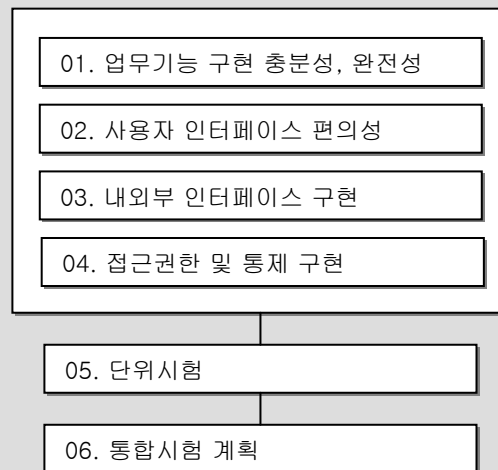 01. 업무기능 구현 충분성, 완전성
02. 사용자 인터페이스 편의성
03. 내외부 인터페이스 구현
04. 접근권한 및 통제 구현
05. 단위시험
06. 통합시험 계획